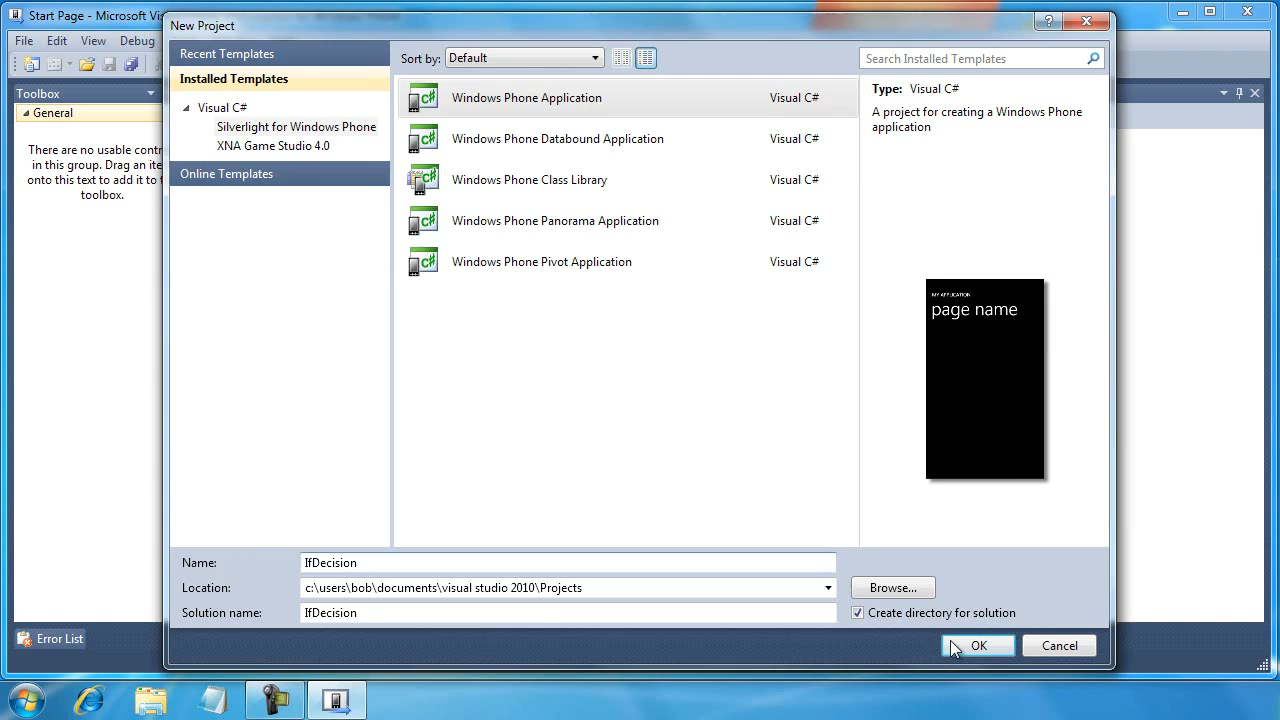 Start Page - Microsoft Vis
New Project
File Edit View Debug
Recent Templates
Installed Templates
Visual C#
Silverlight for Windows Phone
XNA Game Studio 4.0
Online Templates
Sort by: Default
Search Installed Templates
Windows Phone Application Visual C#
Windows Phone Databound Application Visual C#
Windows Phone Class Library Visual C#
Windows Phone Panorama Application Visual C#
Windows Phone Pivot Application Visual C#
Type: Visual C#
A project for creating a Windows Phone
application
MY APPLICATION
page name
Toolbox
General
There are no usable contr
in this group. Drag an ite
onto this text to add it to t
toolbox.
Name: IfDecision
Location: c:\users\bob\documents\visual studio 2010\Projects
Browse...
Solution name: IfDecision
Create directory for solution
OK Cancel
Error List